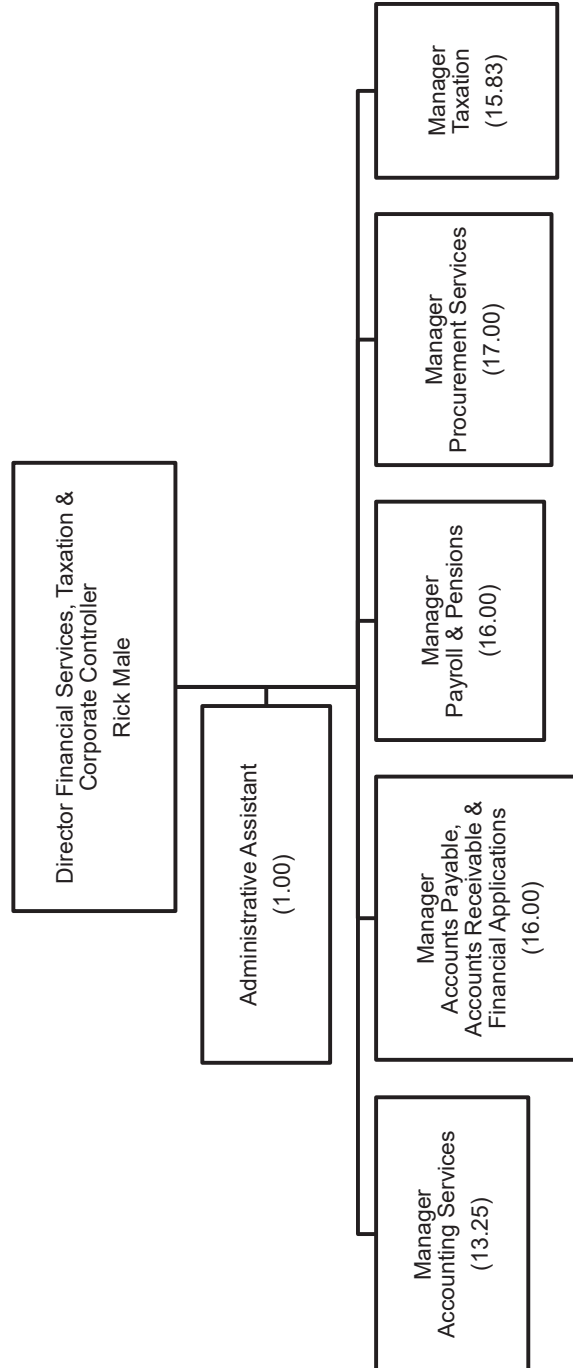 Director Financial Services, Taxation &
Corporate Controller
Rick Male
Administrative Assistant
(1.00)
Manager
Accounting Services
(13.25)
Manager
Accounts Payable,
Accounts Receivable &
Financial Applications
(16.00)
Manager
Payroll & Pensions
(16.00)
Manager
Procurement Services
(17.00)
Manager
Taxation
(15.83)